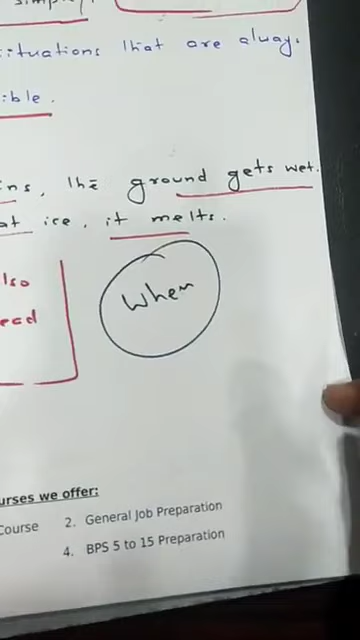 situations that are alway.
ible.
ins, the ground gets wet.
at ice, it melts.
lso
When
urses we offer:
Course 2. General Job Preparation
4. BPS 5 to 15 Preparation